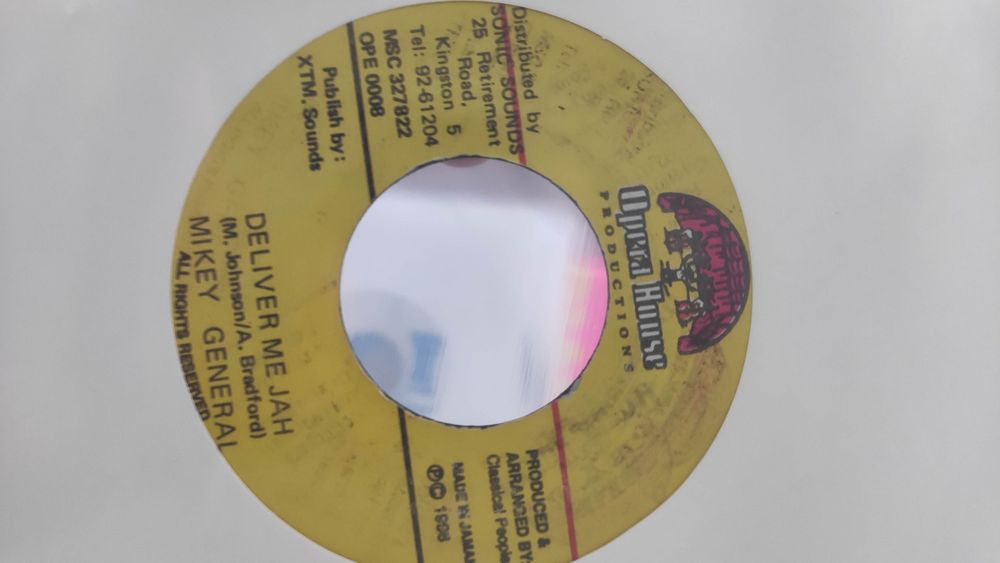 Opera House
PRODUCTIONS
Distributed by
SONIC SOUNDS
25 Retirement
Road,
Kingston 5
Tel: 92-61204
MSC 327822
OPE 0008
Publish by:
XTM. Sounds
PRODUCED &
ARRANGED BY:
Classical People
MADE IN
℗©
DELIVER ME JAH
(M. Johnson/A. Bradford)
MIKEY GENERAL
ALL RIGHTS RESERVED